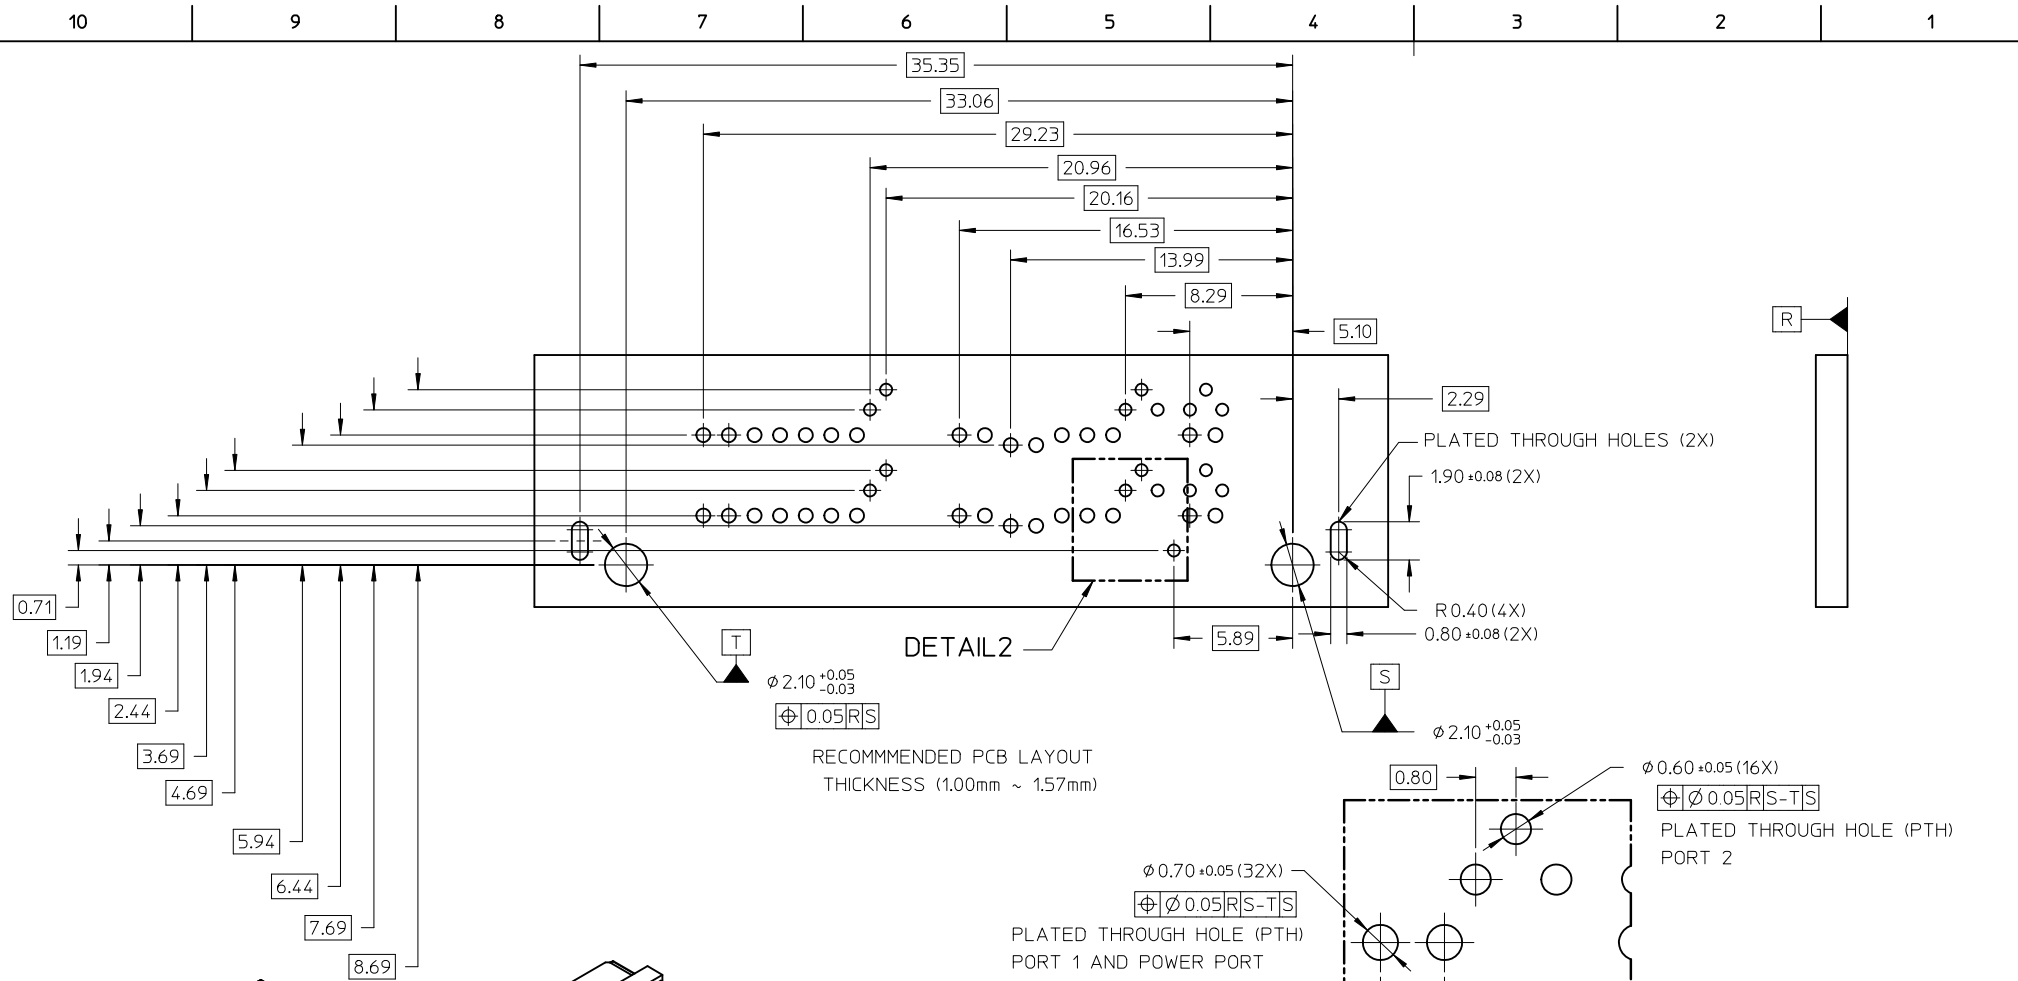 10 9 8 7 6 5 4 3 2 1
35.35
33.06
29.23
20.96
20.16
16.53
13.99
8.29
5.10
R
2.29
PLATED THROUGH HOLES (2X)
1.90 ±0.08 (2X)
R 0.40 (4X)
0.80 ±0.08 (2X)
5.89
DETAIL2
0.71
1.19
1.94
2.44
3.69
4.69
5.94
6.44
7.69
8.69
T
⌀ 2.10 +0.05 -0.03
⌖ 0.05 R S
S
⌀ 2.10 +0.05 -0.03
RECOMMMENDED PCB LAYOUT
THICKNESS (1.00mm ~ 1.57mm)
0.80
⌀ 0.60 ±0.05 (16X)
⌖ ⌀ 0.05 R S-T S
PLATED THROUGH HOLE (PTH)
PORT 2
⌀ 0.70 ±0.05 (32X)
⌖ ⌀ 0.05 R S-T S
PLATED THROUGH HOLE (PTH)
PORT 1 AND POWER PORT